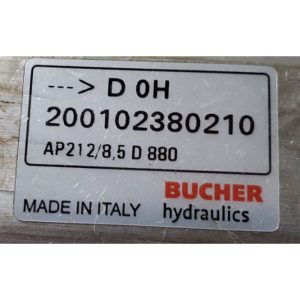 ---> D 0H
200102380210
AP212/8,5 D 880
BUCHER
MADE IN ITALY hydraulics